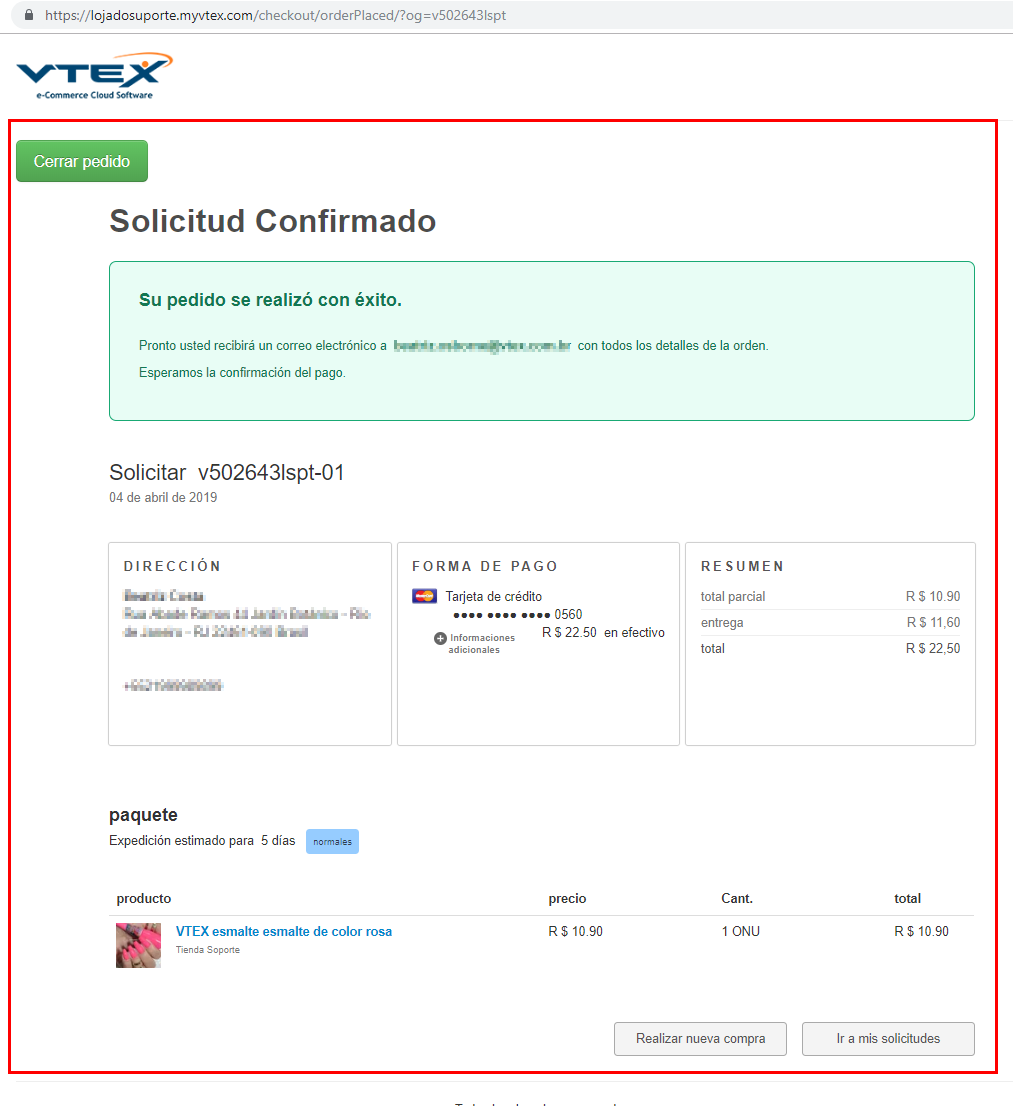 https://lojadosuporte.myvtex.com/checkout/orderPlaced/?og=v502643lspt
VTEX
e-Commerce Cloud Software
Cerrar pedido
Solicitud Confirmado
Su pedido se realizó con éxito.
Pronto usted recibirá un correo electrónico a con todos los detalles de la orden.
Esperamos la confirmación del pago.
Solicitar v502643lspt-01
04 de abril de 2019
DIRECCIÓN
FORMA DE PAGO
Tarjeta de crédito
•••• •••• •••• 0560
R $ 22.50 en efectivo
Informaciones
adicionales
RESUMEN
total parcial R $ 10.90
entrega R $ 11,60
total R $ 22,50
paquete
Expedición estimado para 5 días normales
producto precio Cant. total
VTEX esmalte esmalte de color rosa R $ 10.90 1 ONU R $ 10.90
Tienda Soporte
Realizar nueva compra Ir a mis solicitudes